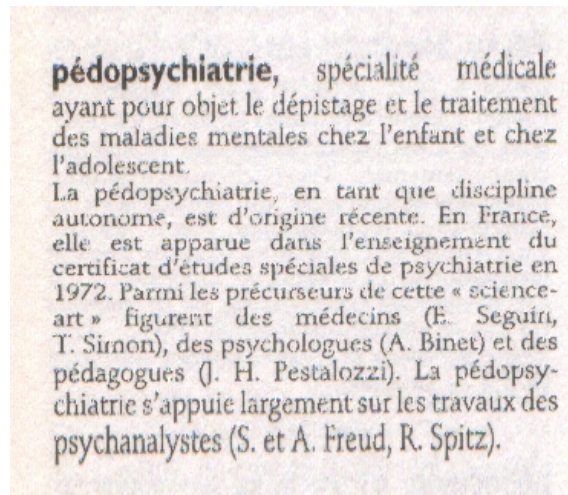 pédopsychiatrie, spécialité médicale
ayant pour objet le dépistage et le traitement
des maladies mentales chez l'enfant et chez
l'adolescent.
La pédopsychiatrie, en tant que discipline
autonome, est d'origine récente. En France,
elle est apparue dans l'enseignement du
certificat d'études spéciales de psychiatrie en
1972. Parmi les précurseurs de cette « science-
art » figurent des médecins (E. Seguin,
T. Simon), des psychologues (A. Binet) et des
pédagogues (J. H. Pestalozzi). La pédopsy-
chiatrie s'appuie largement sur les travaux des
psychanalystes (S. et A. Freud, R. Spitz).